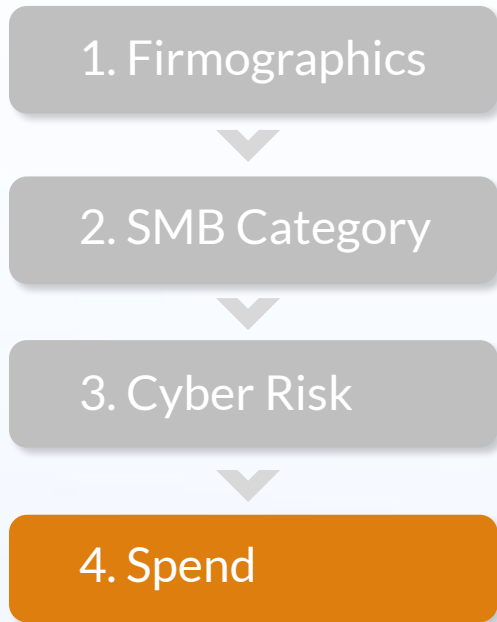 1. Firmographics
2. SMB Category
3. Cyber Risk
4. Spend